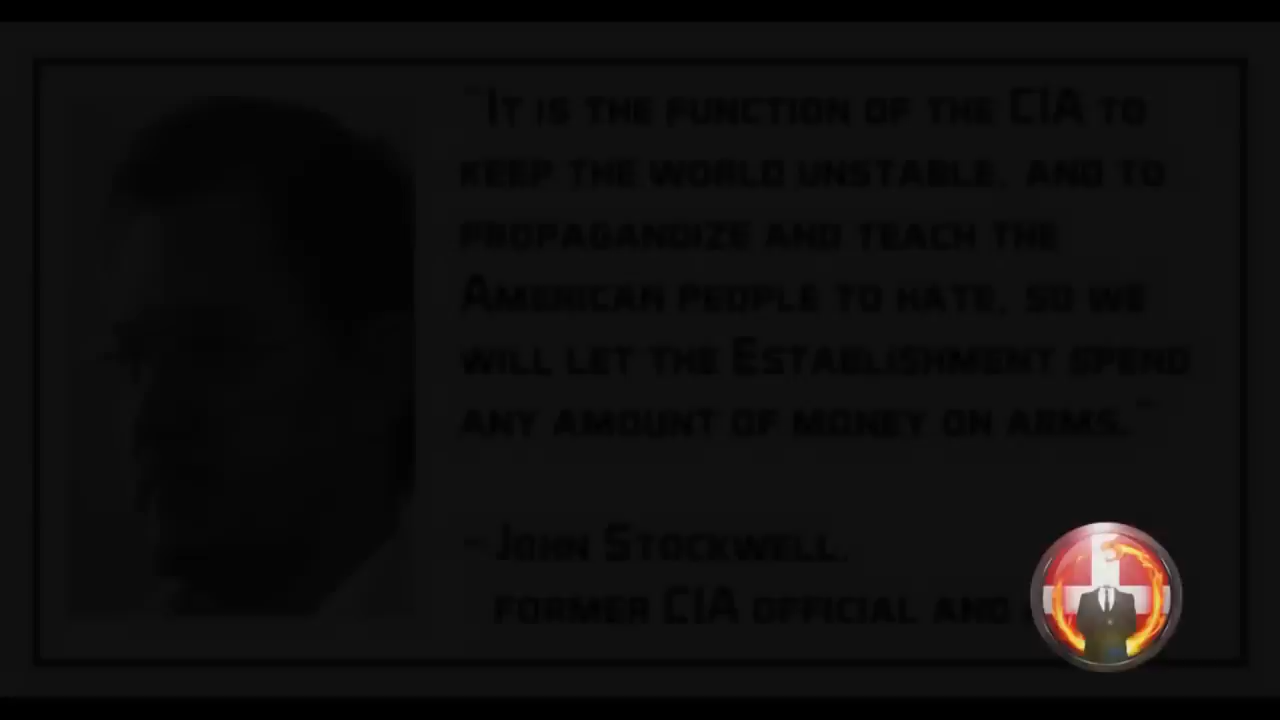 "It is the function of the CIA to
keep the world unstable, and to
propagandize and teach the
American people to hate, so we
will let the Establishment spend
any amount of money on arms."
- John Stockwell,
former CIA official and